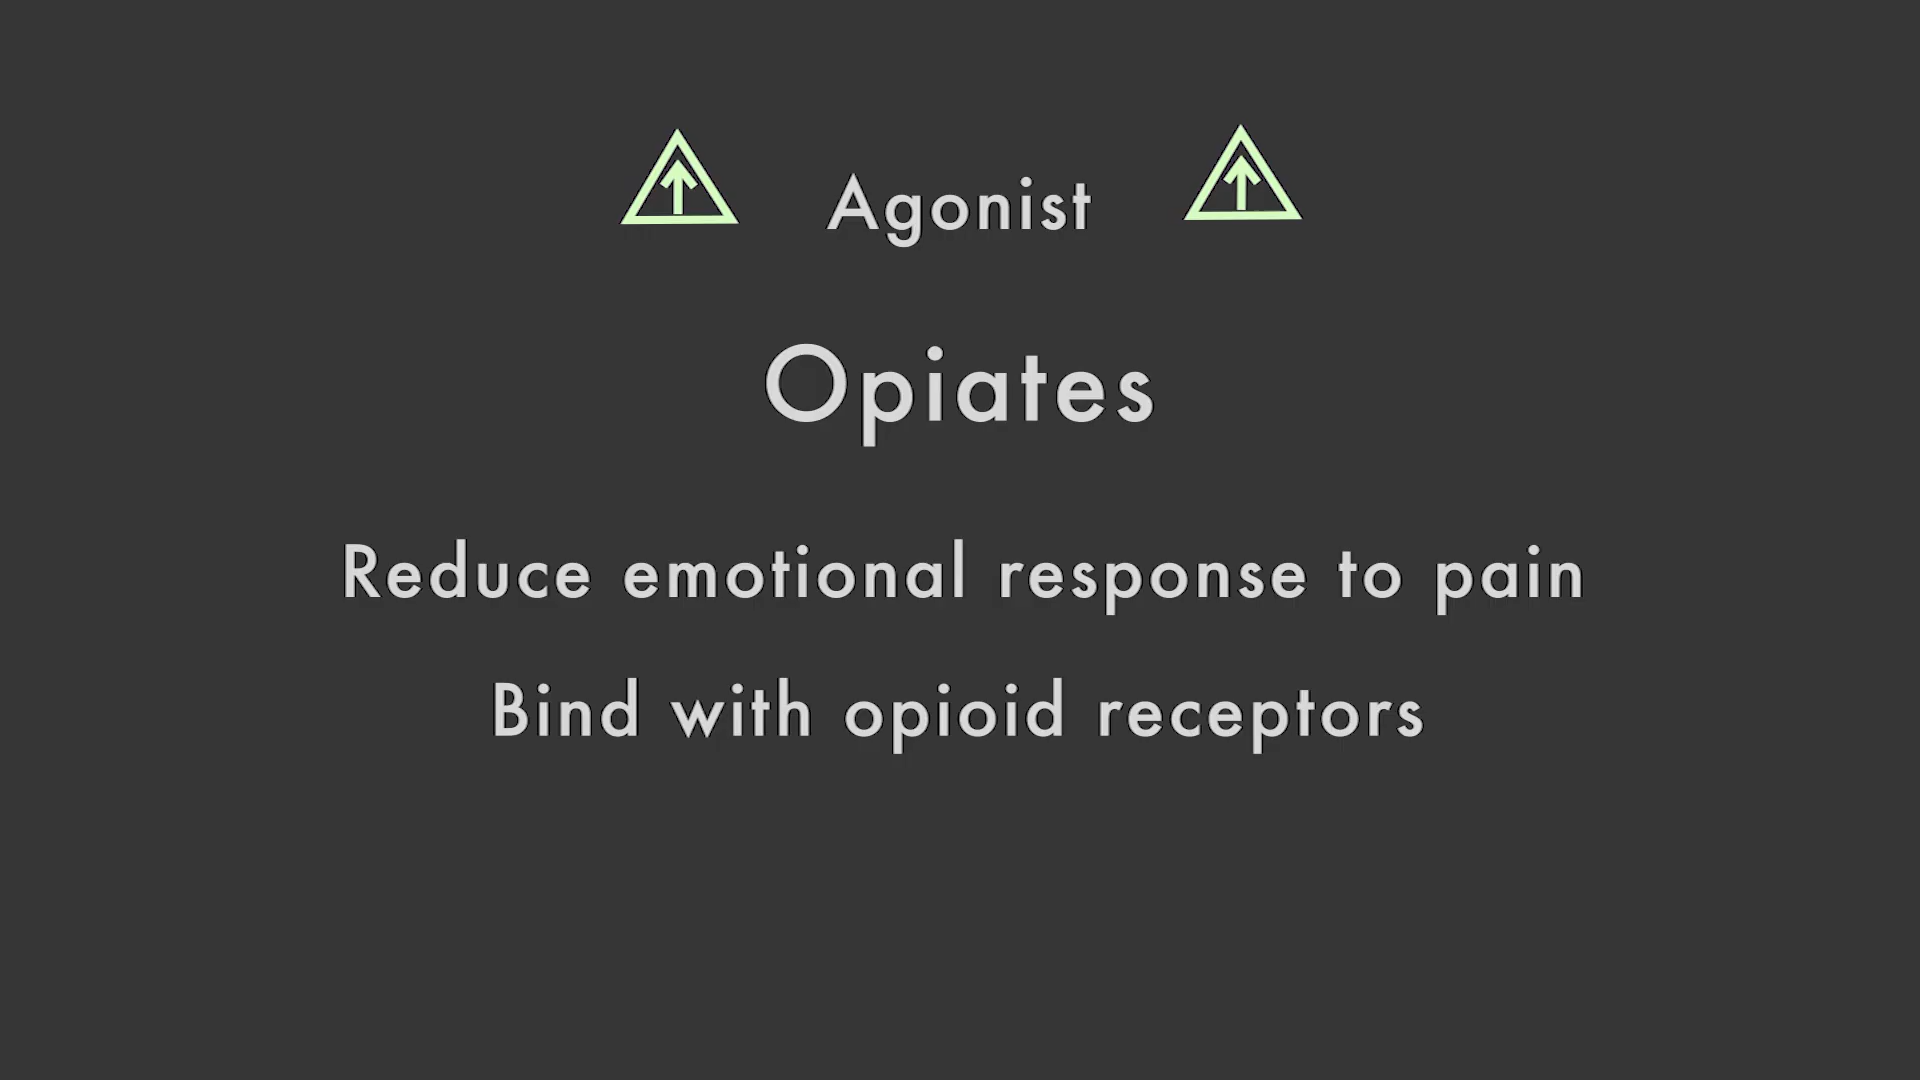 Agonist
Opiates
Reduce emotional response to pain
Bind with opioid receptors